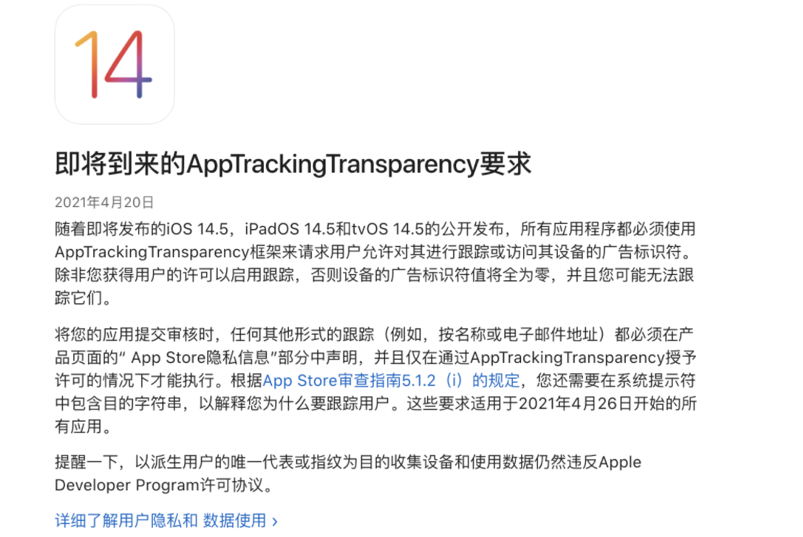 14
即将到来的AppTrackingTransparency要求
2021年4月20日
随着即将发布的iOS 14.5，iPadOS 14.5和tvOS 14.5的公开发布，所有应用程序都必须使用
AppTrackingTransparency框架来请求用户允许对其进行跟踪或访问其设备的广告标识符。
除非您获得用户的许可以启用跟踪，否则设备的广告标识符值将全为零，并且您可能无法跟
踪它们。
将您的应用提交审核时，任何其他形式的跟踪（例如，按名称或电子邮件地址）都必须在产
品页面的“ App Store隐私信息”部分中声明，并且仅在通过AppTrackingTransparency授予
许可的情况下才能执行。根据App Store审查指南5.1.2（i）的规定，您还需要在系统提示符
中包含目的字符串，以解释您为什么要跟踪用户。这些要求适用于2021年4月26日开始的所
有应用。
提醒一下，以派生用户的唯一代表或指纹为目的收集设备和使用数据仍然违反Apple
Developer Program许可协议。
详细了解用户隐私和 数据使用 ›